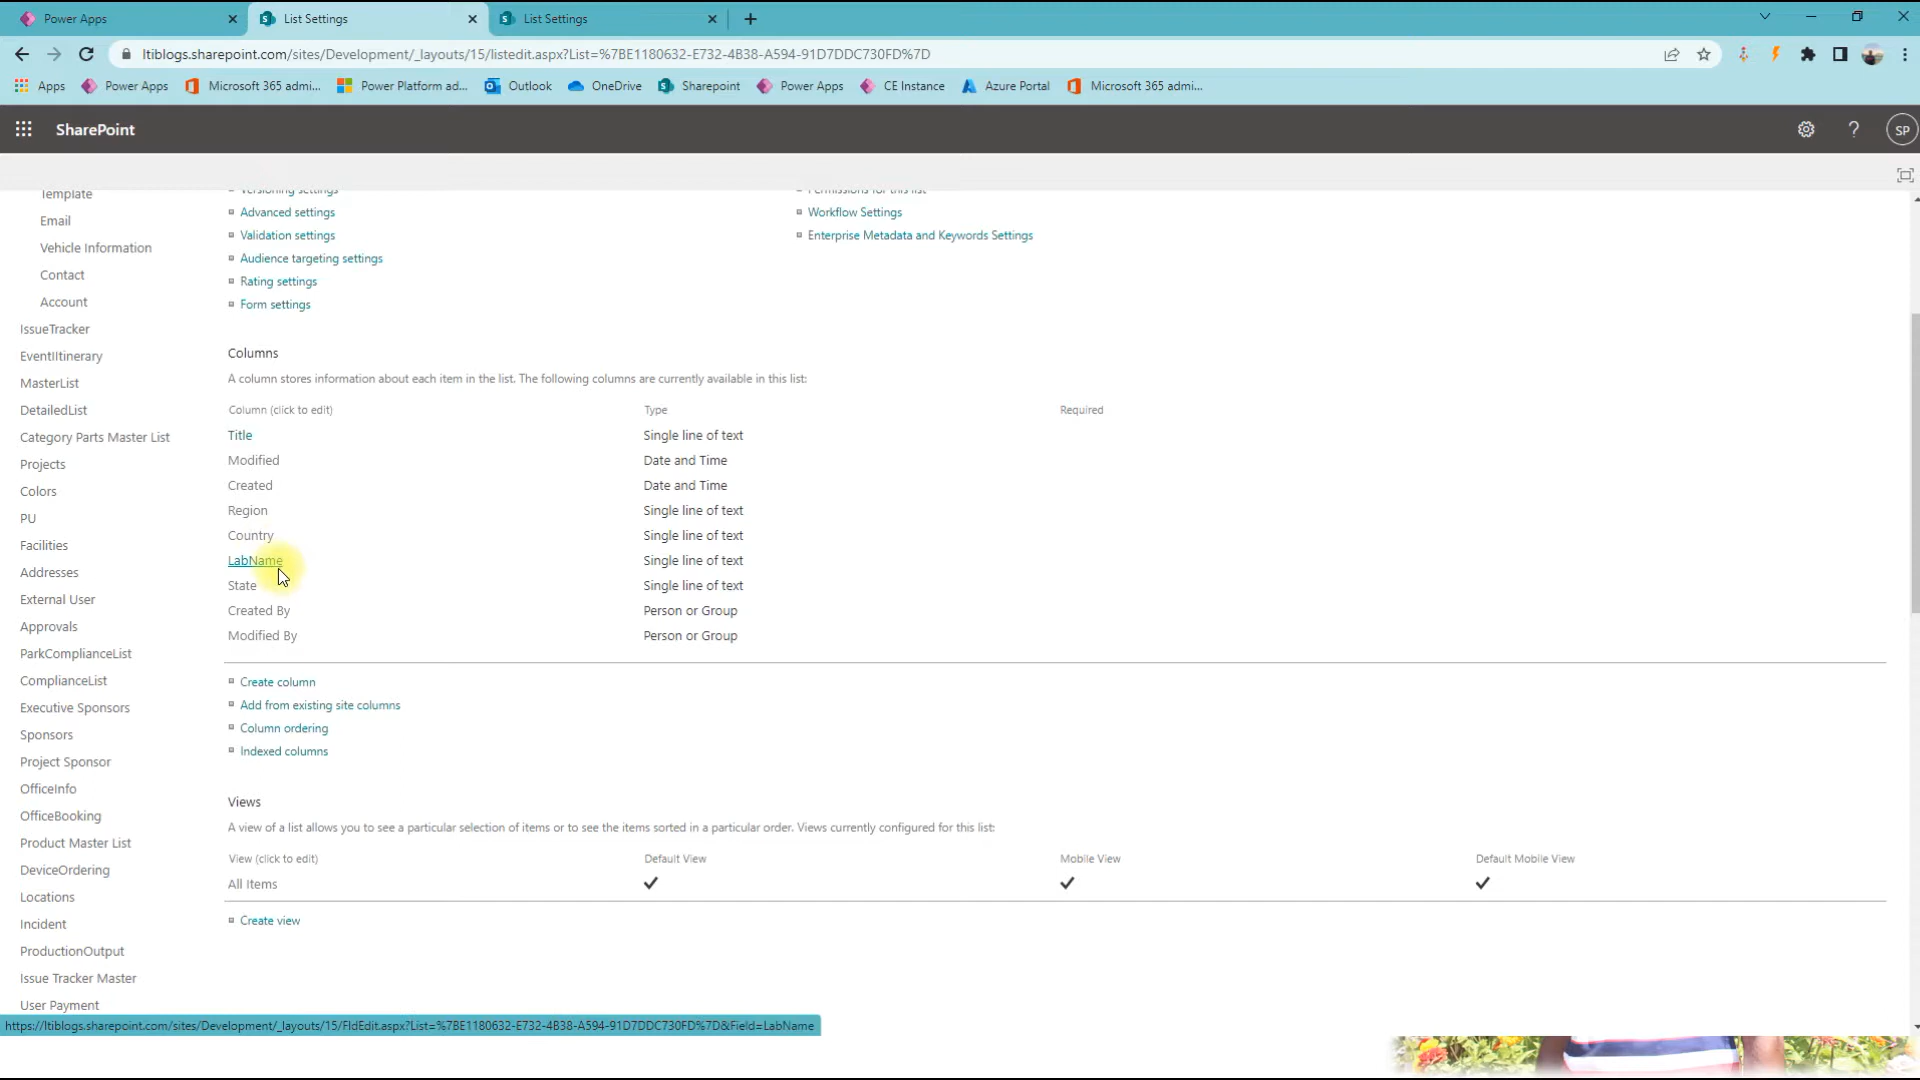 Power Apps
List Settings
List Settings
ltiblogs.sharepoint.com/sites/Development/_layouts/15/listedit.aspx?List=%7BE1180632-E732-4B38-A594-91D7DDC730FD%7D
Apps
Power Apps
Microsoft 365 admi...
Power Platform ad...
Outlook
OneDrive
Sharepoint
Power Apps
CE Instance
Azure Portal
Microsoft 365 admi...
SharePoint
SP
Template
Email
Vehicle Information
Contact
Account
IssueTracker
EventIItinerary
MasterList
DetailedList
Category Parts Master List
Projects
Colors
PU
Facilities
Addresses
External User
Approvals
ParkComplianceList
ComplianceList
Executive Sponsors
Sponsors
Project Sponsor
OfficeInfo
OfficeBooking
Product Master List
DeviceOrdering
Locations
Incident
ProductionOutput
Issue Tracker Master
User Payment
Versioning settings
Advanced settings
Validation settings
Audience targeting settings
Rating settings
Form settings
Permissions for this list
Workflow Settings
Enterprise Metadata and Keywords Settings
Columns
A column stores information about each item in the list. The following columns are currently available in this list:
Column (click to edit) Type Required
Title Single line of text
Modified Date and Time
Created Date and Time
Region Single line of text
Country Single line of text
LabName Single line of text
State Single line of text
Created By Person or Group
Modified By Person or Group
Create column
Add from existing site columns
Column ordering
Indexed columns
Views
A view of a list allows you to see a particular selection of items or to see the items sorted in a particular order. Views currently configured for this list:
View (click to edit) Default View Mobile View Default Mobile View
All Items
Create view
https://ltiblogs.sharepoint.com/sites/Development/_layouts/15/FldEdit.aspx?List=%7BE1180632-E732-4B38-A594-91D7DDC730FD%7D&Field=LabName